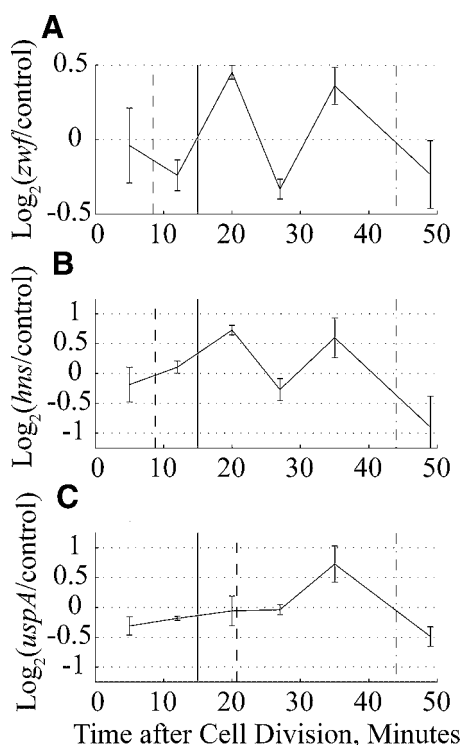 A
Log2(zwf/control)
0.5
0
-0.5
0 10 20 30 40 50
B
Log2(hns/control)
1
0.5
0
-0.5
-1
0 10 20 30 40 50
C
Log2(uspA/control)
1
0.5
0
-0.5
-1
0 10 20 30 40 50
Time after Cell Division, Minutes